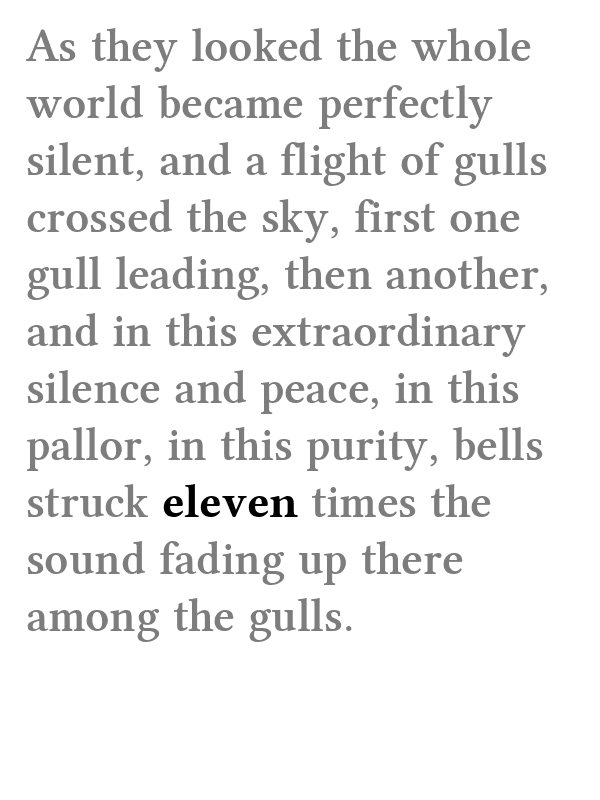 As they looked the whole
world became perfectly
silent, and a flight of gulls
crossed the sky, first one
gull leading, then another,
and in this extraordinary
silence and peace, in this
pallor, in this purity, bells
struck eleven times the
sound fading up there
among the gulls.